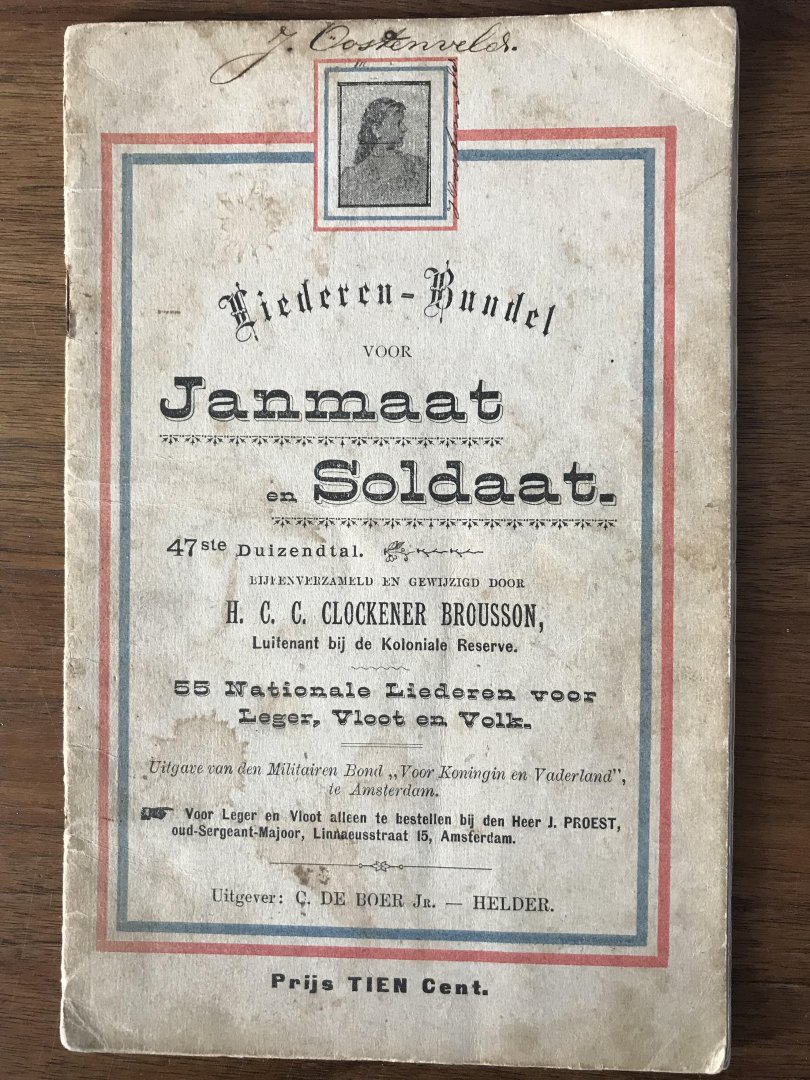 J. Oostenveld.
Liederen-Bundel
VOOR
Janmaat
en Soldaat.
47ste Duizendtal.
BIJEENVERZAMELD EN GEWIJZIGD DOOR
H. C. C. CLOCKENER BROUSSON,
Luitenant bij de Koloniale Reserve.
55 Nationale Liederen voor
Leger, Vloot en Volk.
Uitgave van den Militairen Bond „Voor Koningin en Vaderland",
te Amsterdam.
Voor Leger en Vloot alleen te bestellen bij den Heer J. PROEST,
oud-Sergeant-Majoor, Linnaeusstraat 15, Amsterdam.
Uitgever: C. DE BOER JR. — HELDER.
Prijs TIEN Cent.